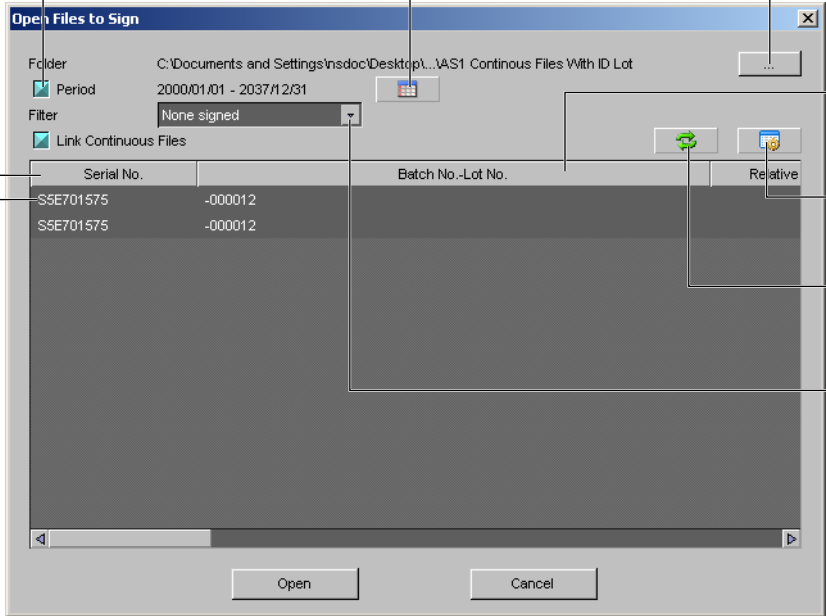 Open Files to Sign
Folder C:\Documents and Settings\nsdoc\Desktop\...\AS1 Continous Files With ID Lot ...
Period 2000/01/01 - 2037/12/31
Filter None signed
Link Continuous Files
Serial No. Batch No.-Lot No. Relative
S5E701575 -000012
S5E701575 -000012
Open Cancel